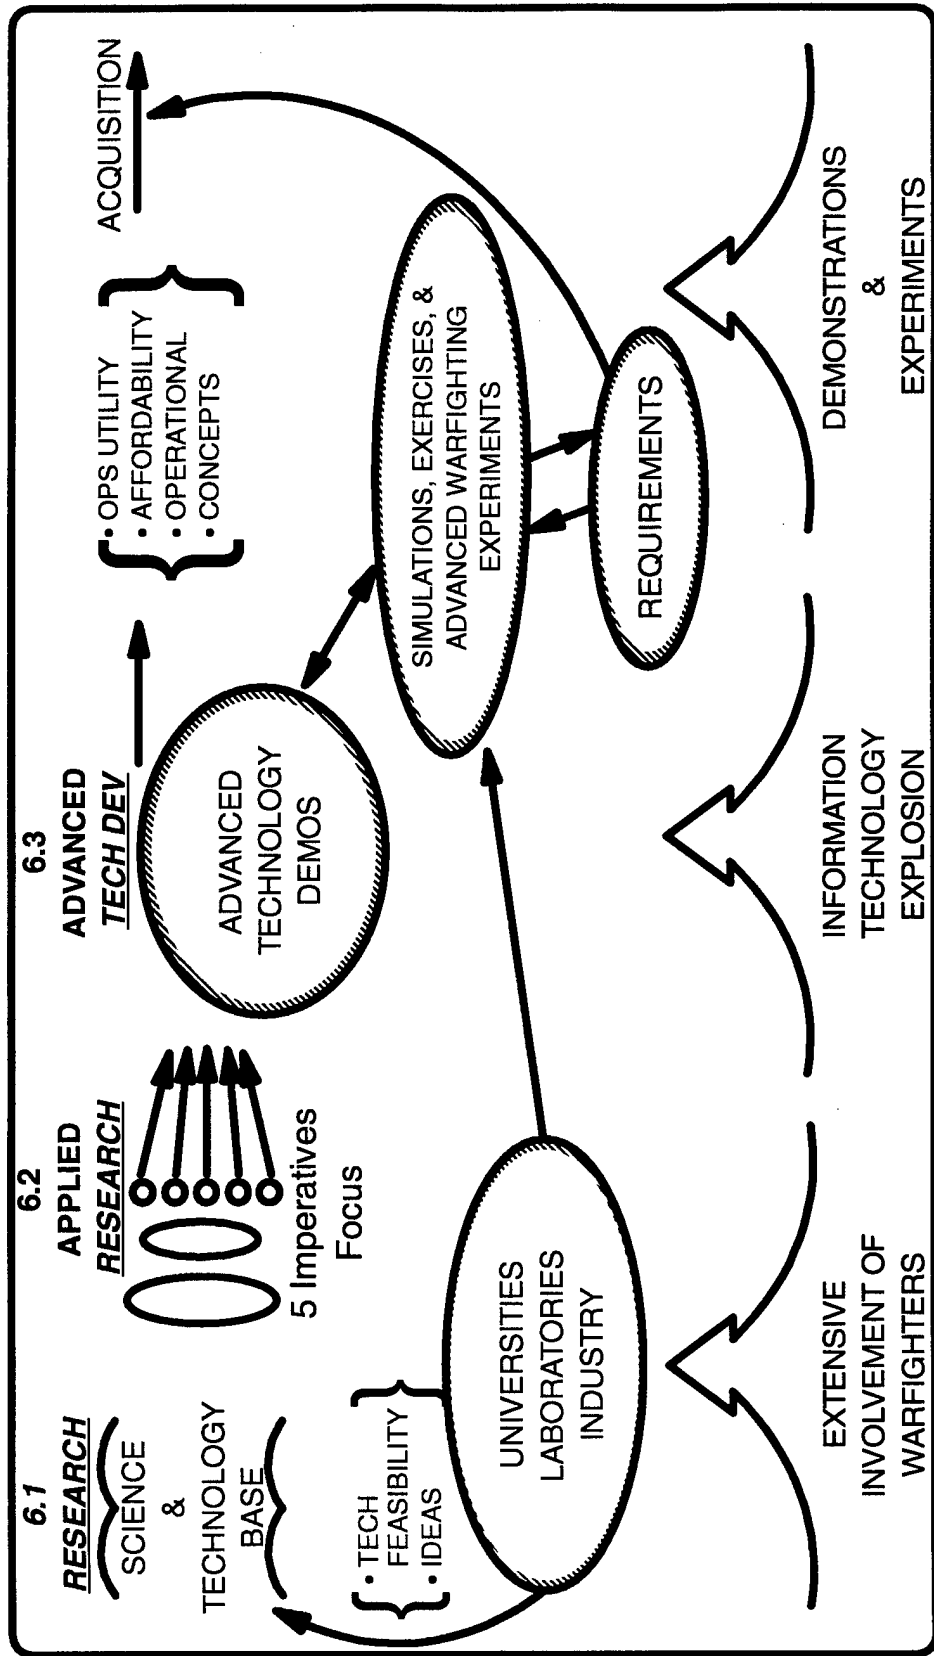 6.1
RESEARCH
SCIENCE
&
TECHNOLOGY
BASE
6.2
APPLIED
RESEARCH
5 Imperatives
Focus
6.3
ADVANCED
TECH DEV
ADVANCED
TECHNOLOGY
DEMOS
• OPS UTILITY
• AFFORDABILITY
• OPERATIONAL
• CONCEPTS
ACQUISITION
• TECH
FEASIBILITY
• IDEAS
UNIVERSITIES
LABORATORIES
INDUSTRY
SIMULATIONS, EXERCISES, &
ADVANCED WARFIGHTING
EXPERIMENTS
REQUIREMENTS
EXTENSIVE
INVOLVEMENT OF
WARFIGHTERS
INFORMATION
TECHNOLOGY
EXPLOSION
DEMONSTRATIONS
&
EXPERIMENTS